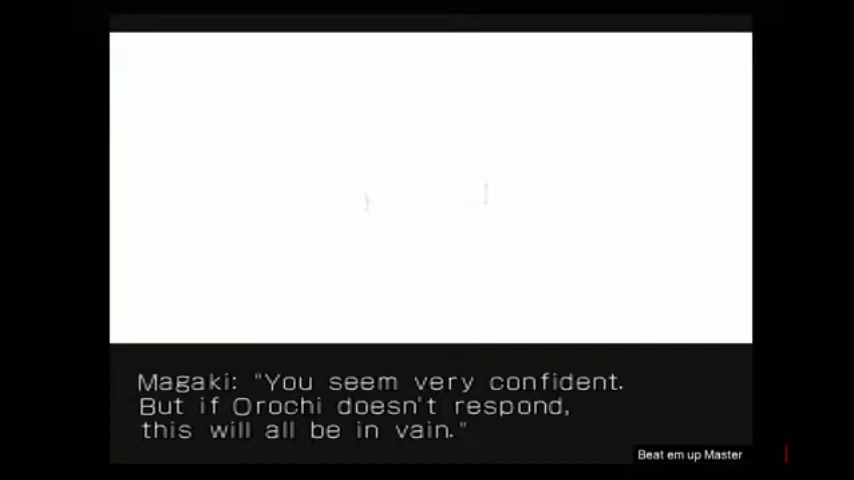 Magaki: "You seem very confident.
But if Orochi doesn't respond,
this will all be in vain."
Beat em up Master